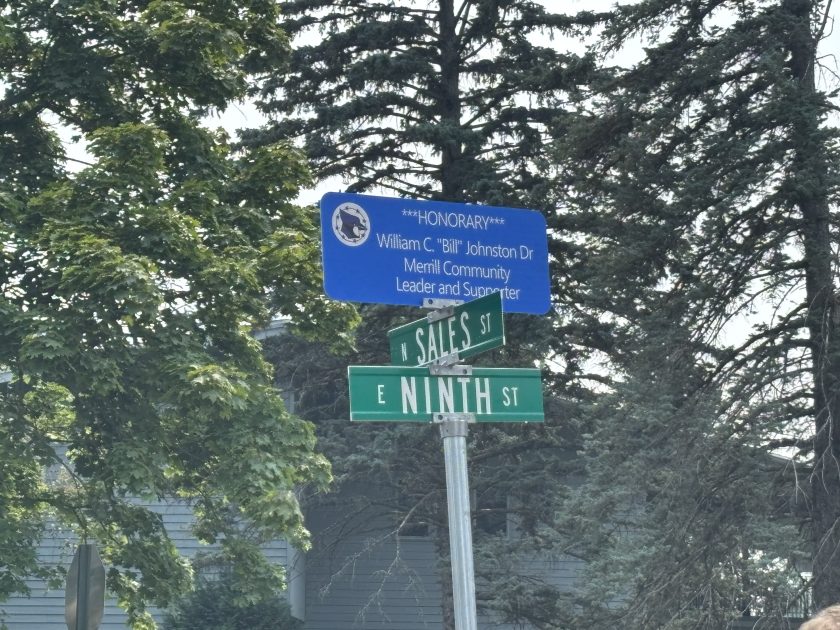 ***HONORARY***
William C. "Bill" Johnston Dr
Merrill Community
Leader and Supporter
N SALES ST
E NINTH ST